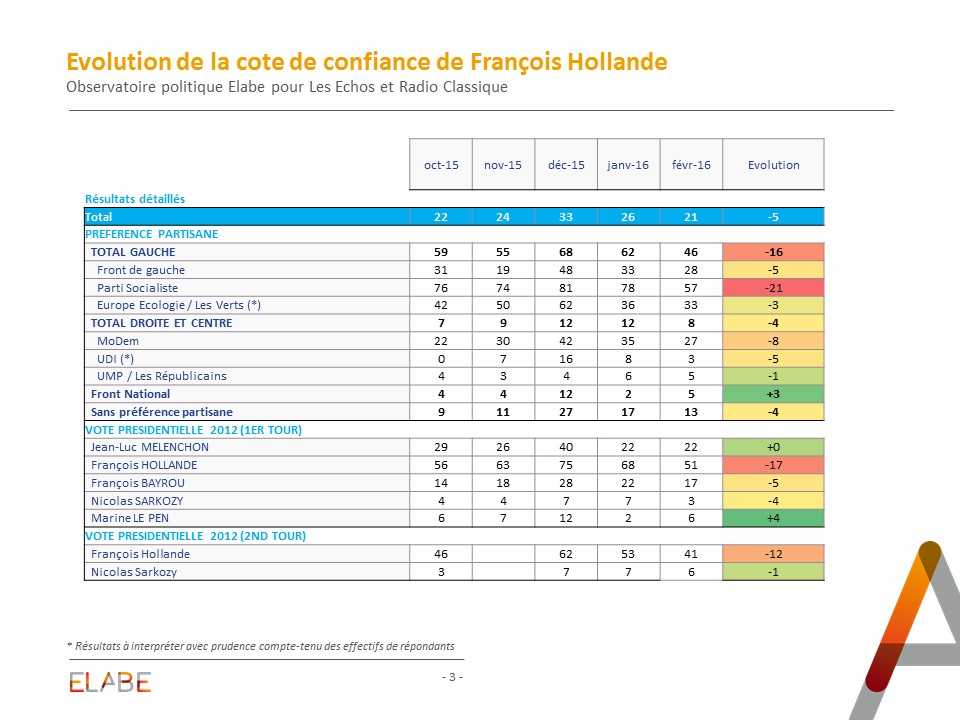 Evolution de la cote de confiance de François Hollande
Observatoire politique Elabe pour Les Echos et Radio Classique
oct-15 nov-15 déc-15 janv-16 févr-16 Evolution
Résultats détaillés
Total 22 24 33 26 21 -5
PREFERENCE PARTISANE
TOTAL GAUCHE 59 55 68 62 46 -16
Front de gauche 31 19 48 33 28 -5
Parti Socialiste 76 74 81 78 57 -21
Europe Ecologie / Les Verts (*) 42 50 62 36 33 -3
TOTAL DROITE ET CENTRE 7 9 12 12 8 -4
MoDem 22 30 42 35 27 -8
UDI (*) 0 7 16 8 3 -5
UMP / Les Républicains 4 3 4 6 5 -1
Front National 4 4 12 2 5 +3
Sans préférence partisane 9 11 27 17 13 -4
VOTE PRESIDENTIELLE 2012 (1ER TOUR)
Jean-Luc MELENCHON 29 26 40 22 22 +0
François HOLLANDE 56 63 75 68 51 -17
François BAYROU 14 18 28 22 17 -5
Nicolas SARKOZY 4 4 7 7 3 -4
Marine LE PEN 6 7 12 2 6 +4
VOTE PRESIDENTIELLE 2012 (2ND TOUR)
François Hollande 46 62 53 41 -12
Nicolas Sarkozy 3 7 7 6 -1
* Résultats à interpréter avec prudence compte-tenu des effectifs de répondants
ELABE
- 3 -